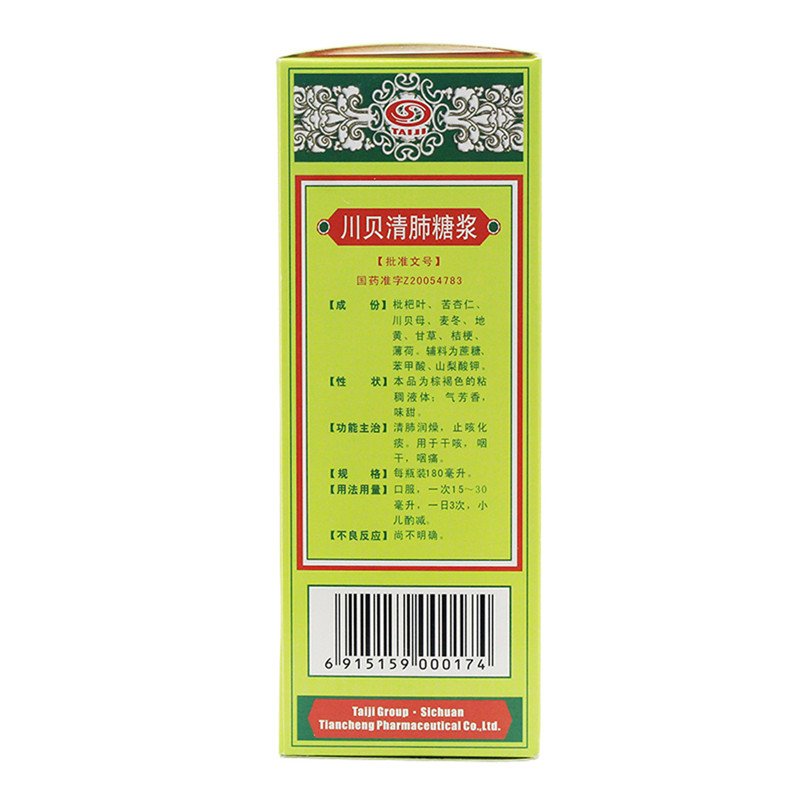 TAIJI
川贝清肺糖浆
【批准文号】
国药准字Z20054783
【成 份】枇杷叶、苦杏仁、
川贝母、麦冬、地
黄、甘草、桔梗、
薄荷。辅料为蔗糖、
苯甲酸、山梨酸钾。
【性 状】本品为棕褐色的粘
稠液体；气芳香，
味甜。
【功能主治】清肺润燥，止咳化
痰。用于干咳，咽
干，咽痛。
【规 格】每瓶装180毫升。
【用法用量】口服，一次15～30
毫升，一日3次，小
儿酌减。
【不良反应】尚不明确。
6 915159 000174
Taiji Group · Sichuan
Tiancheng Pharmaceutical Co.,Ltd.